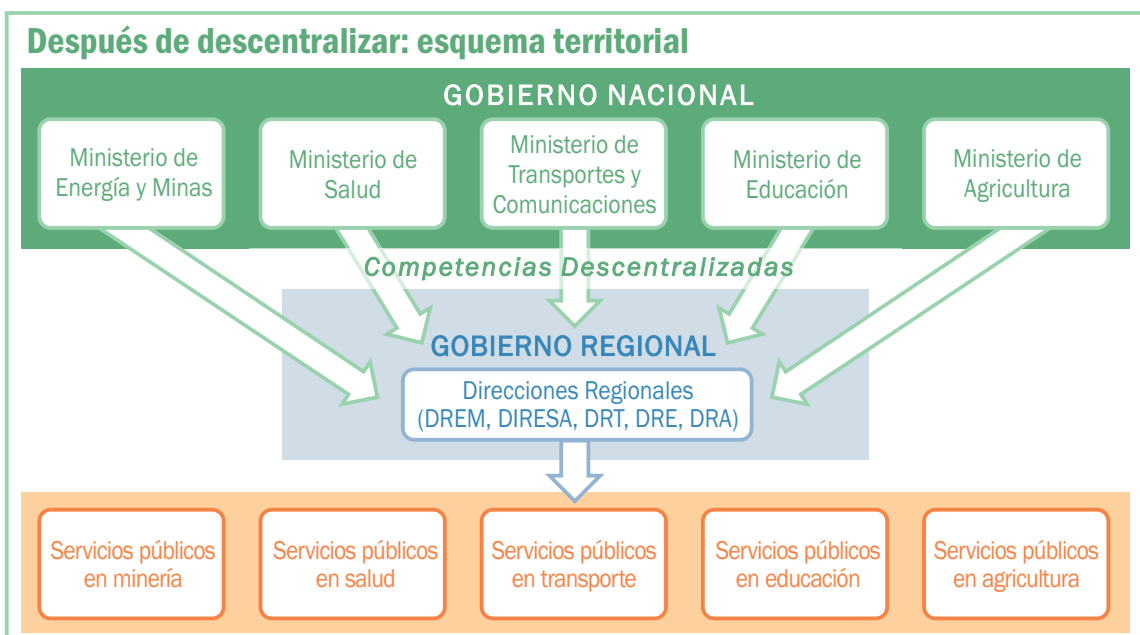 Después de descentralizar: esquema territorial
GOBIERNO NACIONAL
Ministerio de
Energía y Minas
Ministerio de
Salud
Ministerio de
Transportes y
Comunicaciones
Ministerio de
Educación
Ministerio de
Agricultura
Competencias Descentralizadas
GOBIERNO REGIONAL
Direcciones Regionales
(DREM, DIRESA, DRT, DRE, DRA)
Servicios públicos
en minería
Servicios públicos
en salud
Servicios públicos
en transporte
Servicios públicos
en educación
Servicios públicos
en agricultura